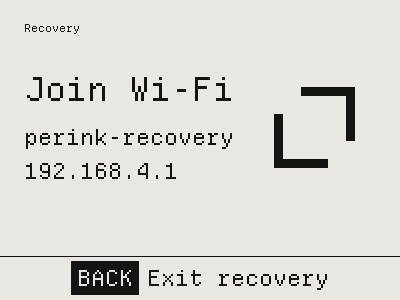 Recovery
Join Wi-Fi
perink-recovery
192.168.4.1
BACK Exit recovery